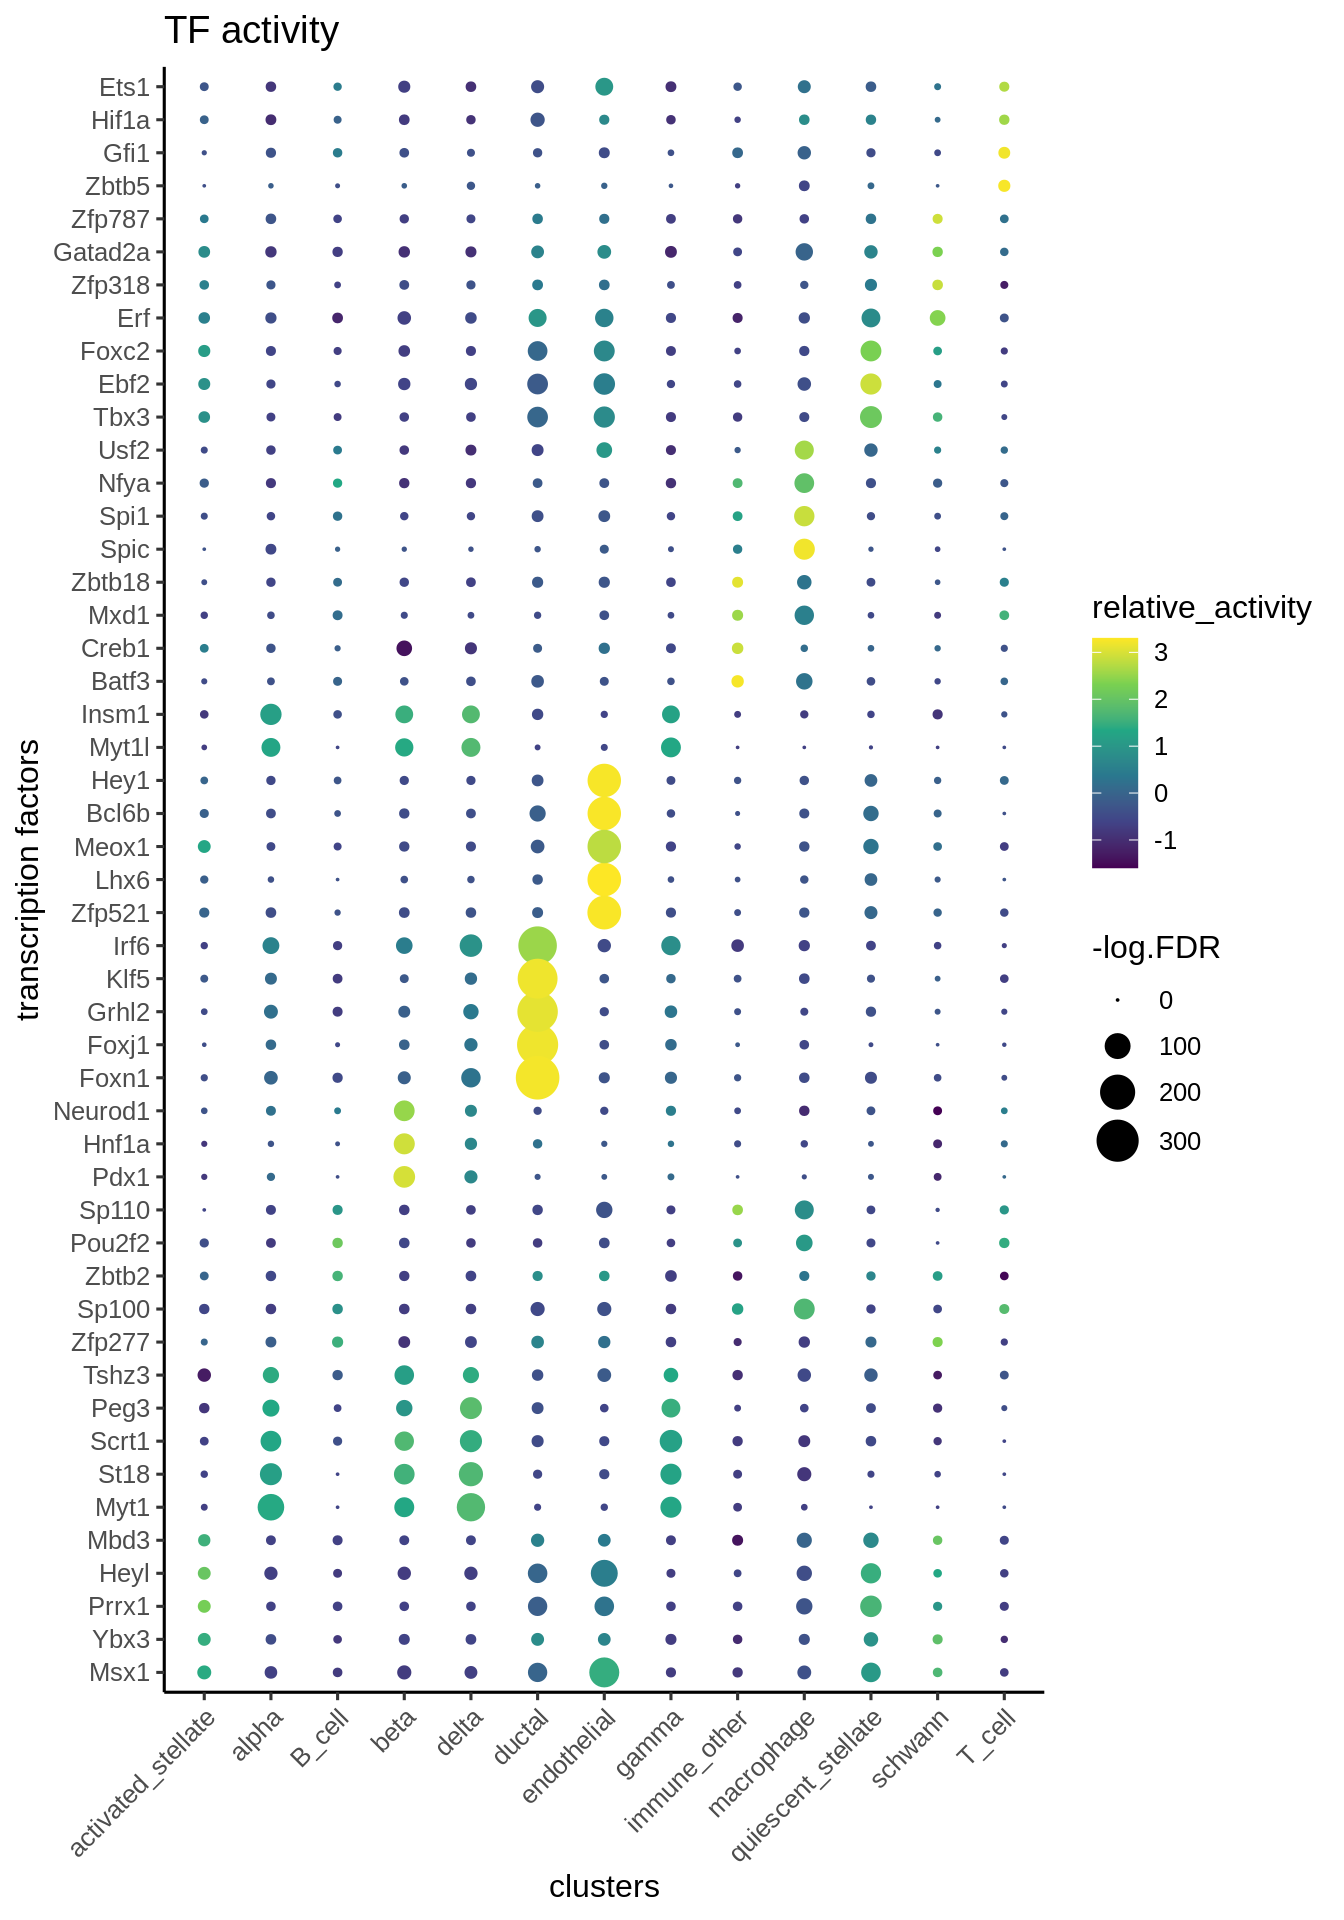 TF activity
Ets1
Hif1a
Gfi1
Zbtb5
Zfp787
Gatad2a
Zfp318
Erf
Foxc2
Ebf2
Tbx3
Usf2
Nfya
Spi1
Spic
Zbtb18
Mxd1
Creb1
Batf3
Insm1
Myt1l
Hey1
Bcl6b
Meox1
Lhx6
Zfp521
Irf6
Klf5
Grhl2
Foxj1
Foxn1
Neurod1
Hnf1a
Pdx1
Sp110
Pou2f2
Zbtb2
Sp100
Zfp277
Tshz3
Peg3
Scrt1
St18
Myt1
Mbd3
Heyl
Prrx1
Ybx3
Msx1
transcription factors
activated_stellate
alpha
B_cell
beta
delta
ductal
endothelial
gamma
immune_other
macrophage
quiescent_stellate
schwann
T_cell
clusters
relative_activity
3
2
1
0
-1
-log.FDR
0
100
200
300